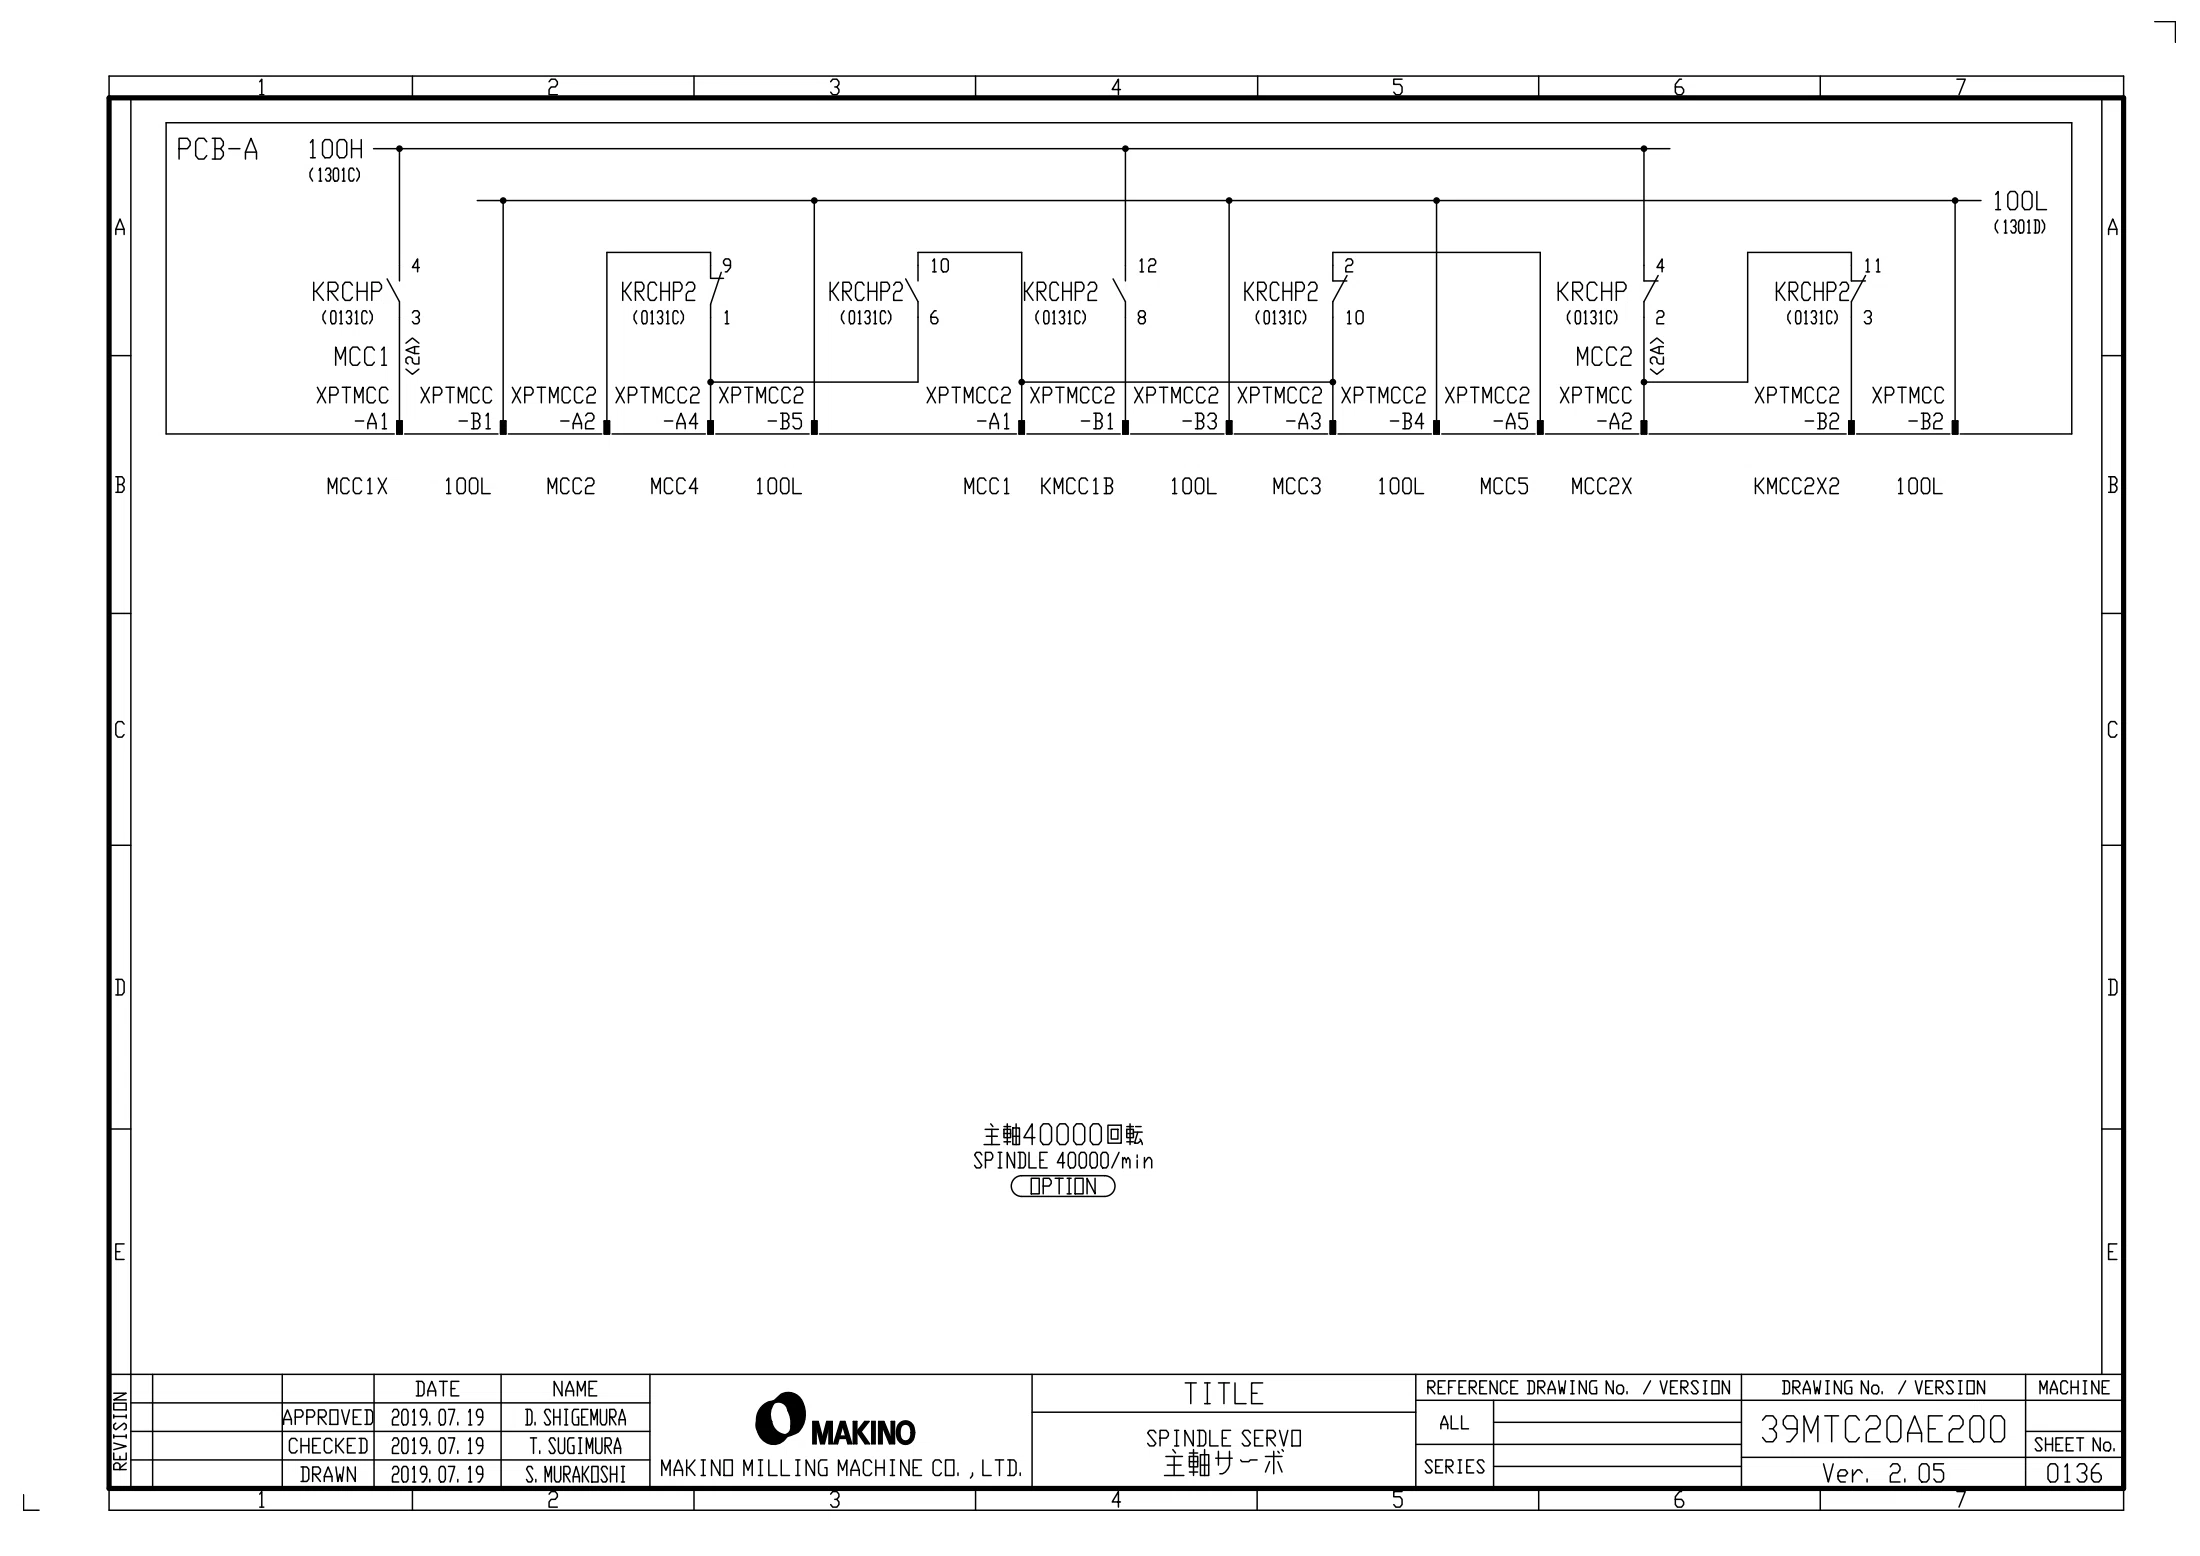 1 2 3 4 5 6 7
PCB-A 100H
(1301C)
100L
(1301D)
A A
4 9 10 12 2 4 11
KRCHP KRCHP2 KRCHP2 KRCHP2 KRCHP2 KRCHP KRCHP2
(0131C) 3 (0131C) 1 (0131C) 6 (0131C) 8 (0131C) 10 (0131C) 2 (0131C) 3
MCC1 <2A> MCC2 <2A>
XPTMCC XPTMCC XPTMCC2 XPTMCC2 XPTMCC2 XPTMCC2 XPTMCC2 XPTMCC2 XPTMCC2 XPTMCC2 XPTMCC2 XPTMCC XPTMCC2 XPTMCC
-A1 -B1 -A2 -A4 -B5 -A1 -B1 -B3 -A3 -B4 -A5 -A2 -B2 -B2
B MCC1X 100L MCC2 MCC4 100L MCC1 KMCC1B 100L MCC3 100L MCC5 MCC2X KMCC2X2 100L B
C C
D D
主軸40000回転
SPINDLE 40000/min
OPTION
E E
REVISION
DATE NAME
APPROVED 2019.07.19 D. SHIGEMURA
CHECKED 2019.07.19 T. SUGIMURA
DRAWN 2019.07.19 S. MURAKOSHI
MAKINO
MAKINO MILLING MACHINE CO.,LTD.
TITLE
SPINDLE SERVO
主軸サーボ
REFERENCE DRAWING No. / VERSION
ALL
SERIES
DRAWING No. / VERSION
39MTC20AE200
Ver. 2.05
MACHINE
SHEET No.
0136
1 2 3 4 5 6 7